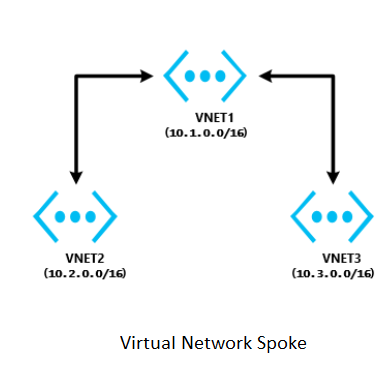 VNET1
(10.1.0.0/16)
VNET2
(10.2.0.0/16)
VNET3
(10.3.0.0/16)
Virtual Network Spoke